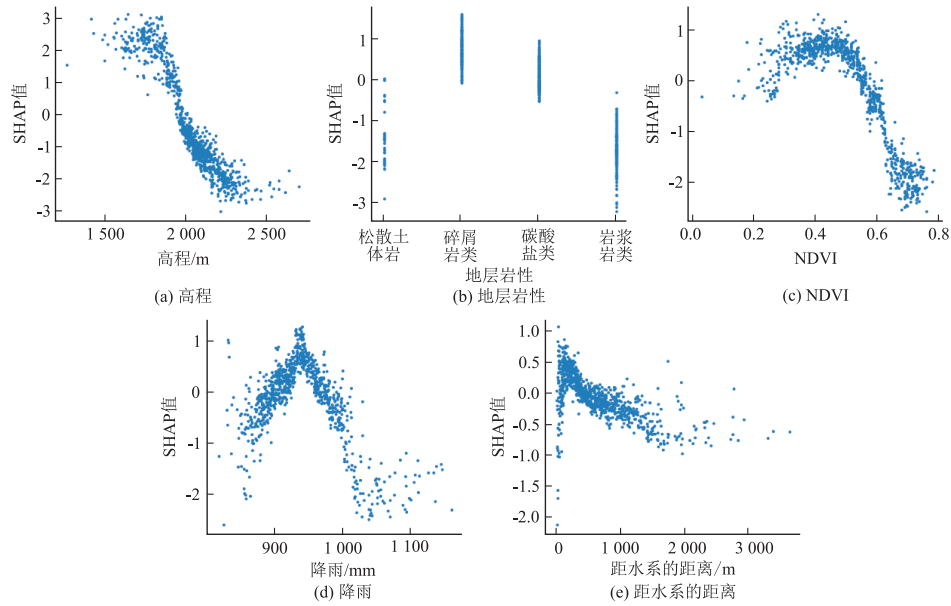 3
2
1
0
-1
-2
-3
SHAP值
1 500
2 000
2 500
高程/m
(a) 高程
1
0
-1
-2
-3
SHAP值
松散土
体岩
碎屑
岩类
碳酸
盐类
岩浆
岩类
地层岩性
(b) 地层岩性
1
0
-1
-2
SHAP值
0.0
0.2
0.4
0.6
0.8
NDVI
(c) NDVI
1
0
-1
-2
SHAP值
900
1 000
1 100
降雨/mm
(d) 降雨
1.0
0.5
0.0
-0.5
-1.0
-1.5
-2.0
SHAP值
0
1 000
2 000
3 000
距水系的距离/m
(e) 距水系的距离